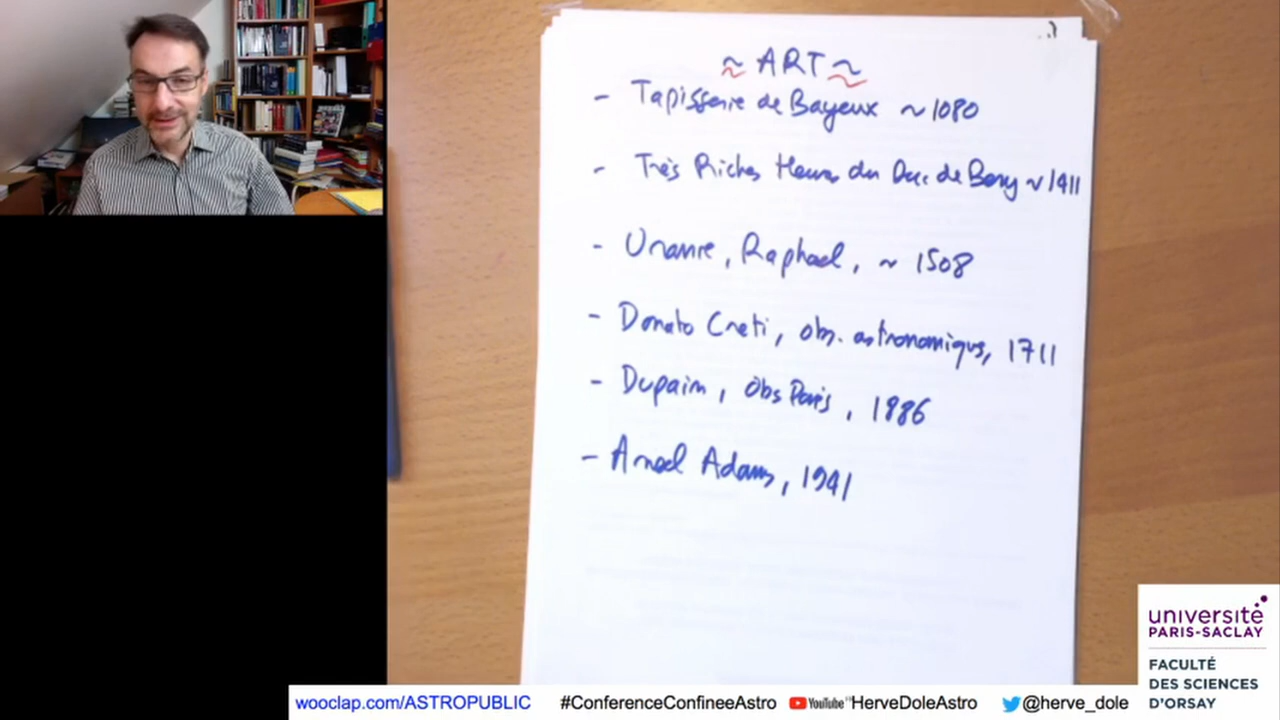 ~ ART ~
- Tapisserie de Bayeux ~1080
- Très Riches Heures du Duc de Berry ~1411
- Uranie, Raphael, ~ 1508
- Donato Creti, obs. astronomiques, 1711
- Dupain, Obs Paris, 1886
- Ansel Adams, 1941
université
PARIS-SACLAY
FACULTÉ
DES SCIENCES
D'ORSAY
wooclap.com/ASTROPUBLIC #ConferenceConfineeAstro YouTube HerveDoleAstro @herve_dole